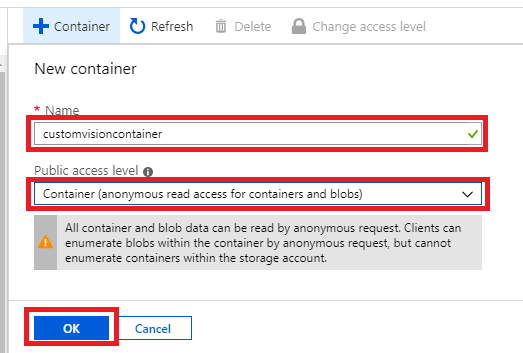 Container Refresh Delete Change access level
New container
* Name
customvisioncontainer
Public access level
Container (anonymous read access for containers and blobs)
All container and blob data can be read by anonymous request. Clients can
enumerate blobs within the container by anonymous request, but cannot
enumerate containers within the storage account.
OK Cancel